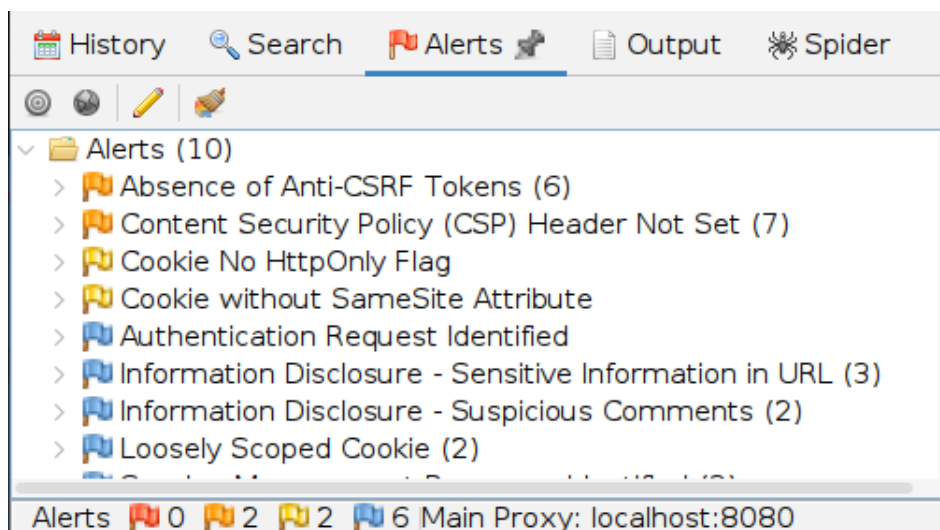 History Search Alerts Output Spider
Alerts (10)
Absence of Anti-CSRF Tokens (6)
Content Security Policy (CSP) Header Not Set (7)
Cookie No HttpOnly Flag
Cookie without SameSite Attribute
Authentication Request Identified
Information Disclosure - Sensitive Information in URL (3)
Information Disclosure - Suspicious Comments (2)
Loosely Scoped Cookie (2)
Alerts 0 2 2 6 Main Proxy: localhost:8080